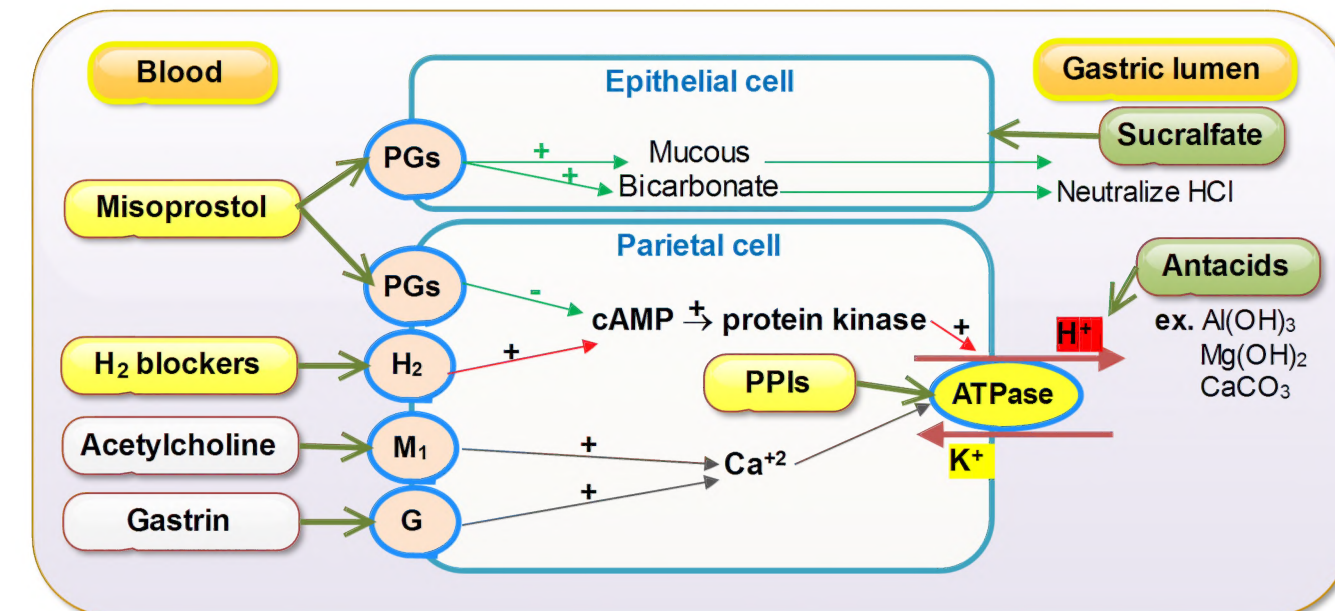 Blood
Epithelial cell
Gastric lumen
Sucralfate
PGs
+
Mucous
+
Bicarbonate
Neutralize HCl
Misoprostol
Parietal cell
Antacids
PGs
-
cAMP + → protein kinase
+
H+
ex. Al(OH)3
Mg(OH)2
CaCO3
H2 blockers
H2
+
PPIs
ATPase
Acetylcholine
M1
+
Ca+2
K+
Gastrin
G
+